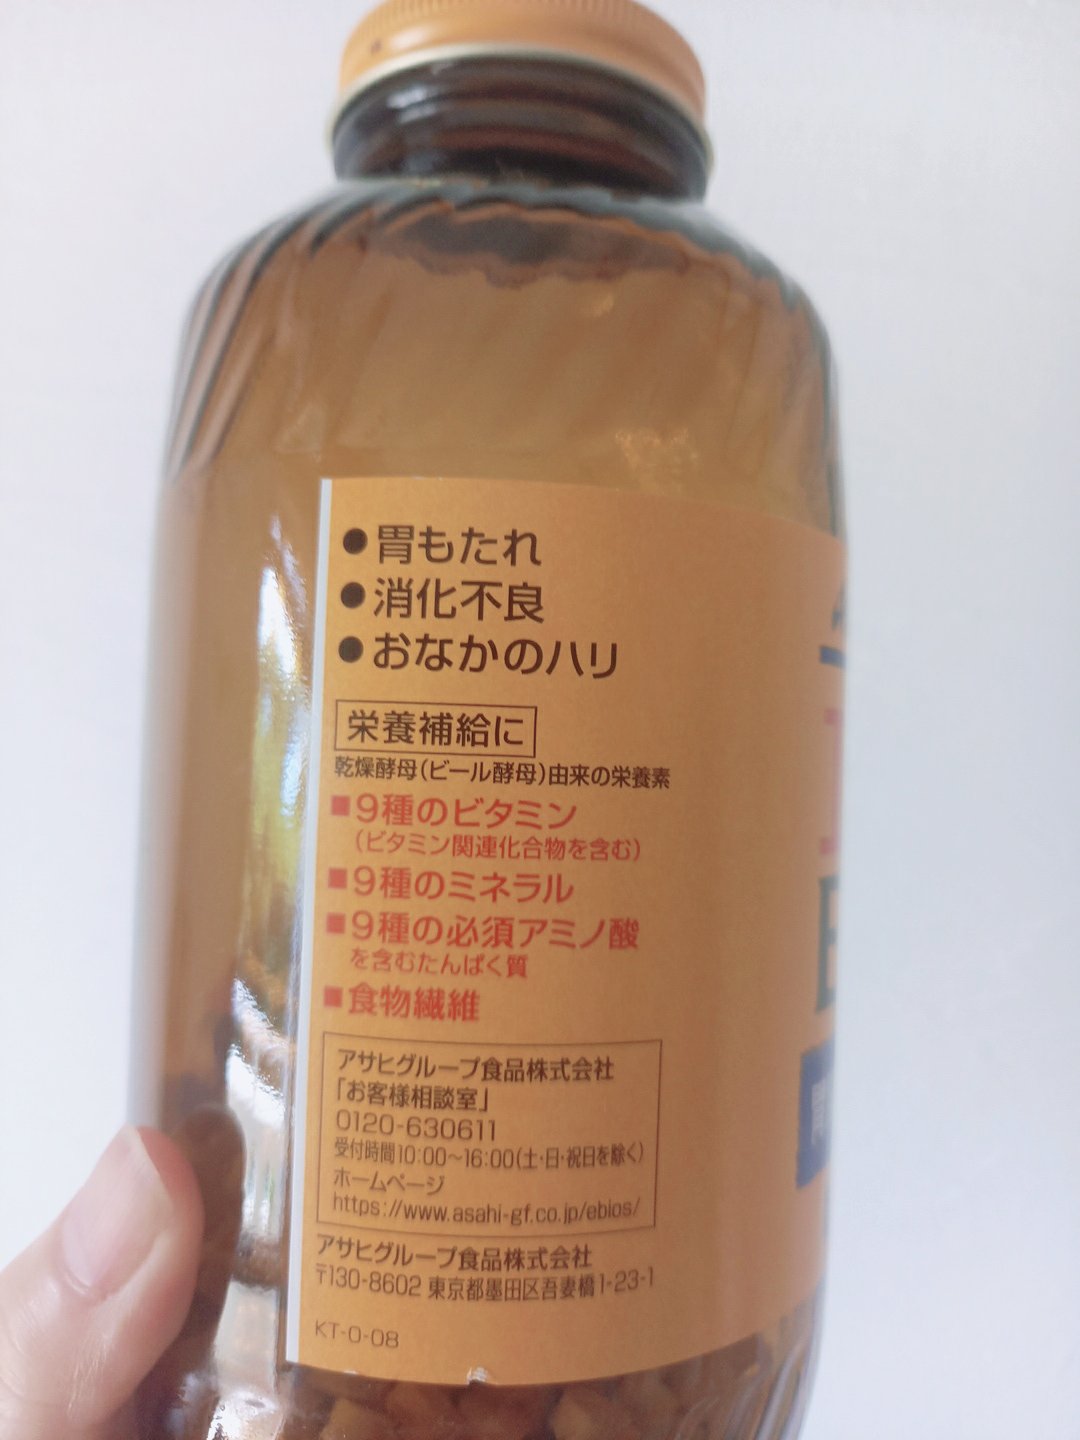 ●胃もたれ
●消化不良
●おなかのハリ
栄養補給に
乾燥酵母(ビール酵母)由来の栄養素
■9種のビタミン
(ビタミン関連化合物を含む)
■9種のミネラル
■9種の必須アミノ酸
を含むたんぱく質
■食物繊維
アサヒグループ食品株式会社
「お客様相談室」
0120-630611
受付時間10:00〜16:00(土・日・祝日を除く)
ホームページ
https://www.asahi-gf.co.jp/ebios/
アサヒグループ食品株式会社
〒130-8602 東京都墨田区吾妻橋1-23-1
KT-0-08